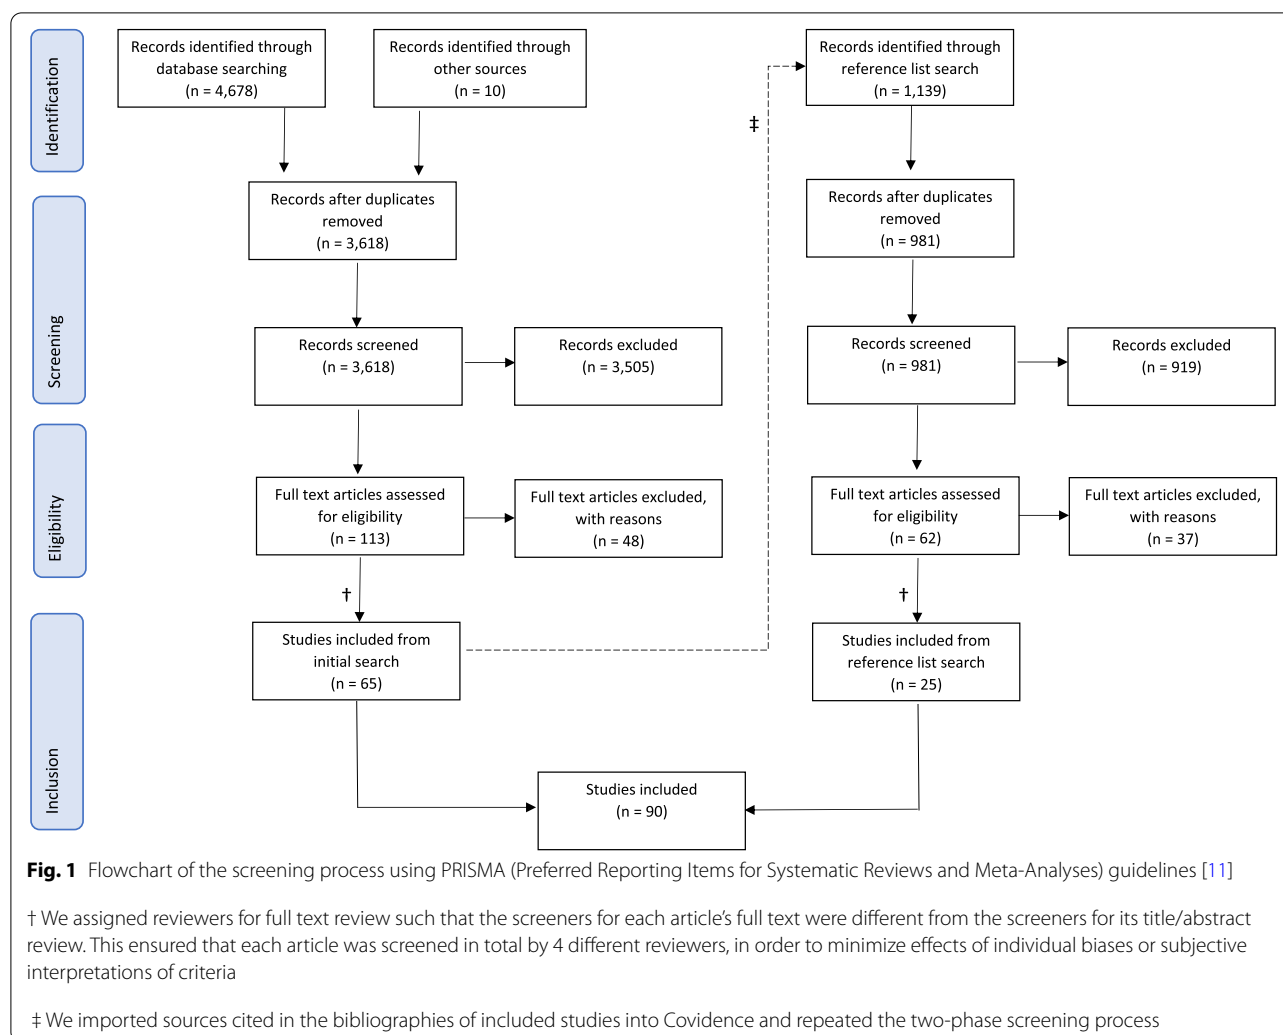 Identification
Records identified through
database searching
(n = 4,678)
Records identified through
other sources
(n = 10)
Records identified through
reference list search
(n = 1,139)
‡
Screening
Records after duplicates
removed
(n = 3,618)
Records after duplicates
removed
(n = 981)
Records screened
(n = 3,618)
Records excluded
(n = 3,505)
Records screened
(n = 981)
Records excluded
(n = 919)
Eligibility
Full text articles assessed
for eligibility
(n = 113)
Full text articles excluded,
with reasons
(n = 48)
Full text articles assessed
for eligibility
(n = 62)
Full text articles excluded,
with reasons
(n = 37)
†
†
Inclusion
Studies included from
initial search
(n = 65)
Studies included from
reference list search
(n = 25)
Studies included
(n = 90)
Fig. 1 Flowchart of the screening process using PRISMA (Preferred Reporting Items for Systematic Reviews and Meta-Analyses) guidelines [11]
† We assigned reviewers for full text review such that the screeners for each article's full text were different from the screeners for its title/abstract
review. This ensured that each article was screened in total by 4 different reviewers, in order to minimize effects of individual biases or subjective
interpretations of criteria
‡ We imported sources cited in the bibliographies of included studies into Covidence and repeated the two-phase screening process